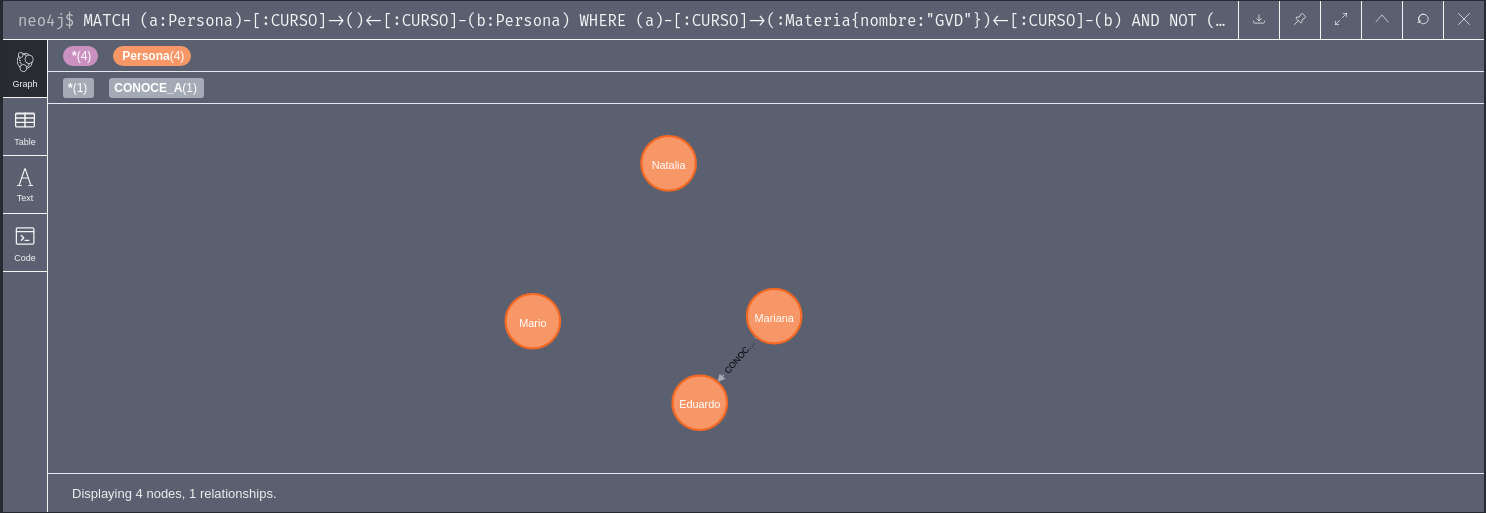 neo4j$ MATCH (a:Persona)-[:CURSO]->()<-[:CURSO]-(b:Persona) WHERE (a)-[:CURSO]->(:Materia{nombre:"GVD"})<-[:CURSO]-(b) AND NOT (…
Graph
*(4) Persona(4)
*(1) CONOCE_A(1)
Table
Text
Code
Natalia
Mario
Mariana
CONOC…
Eduardo
Displaying 4 nodes, 1 relationships.